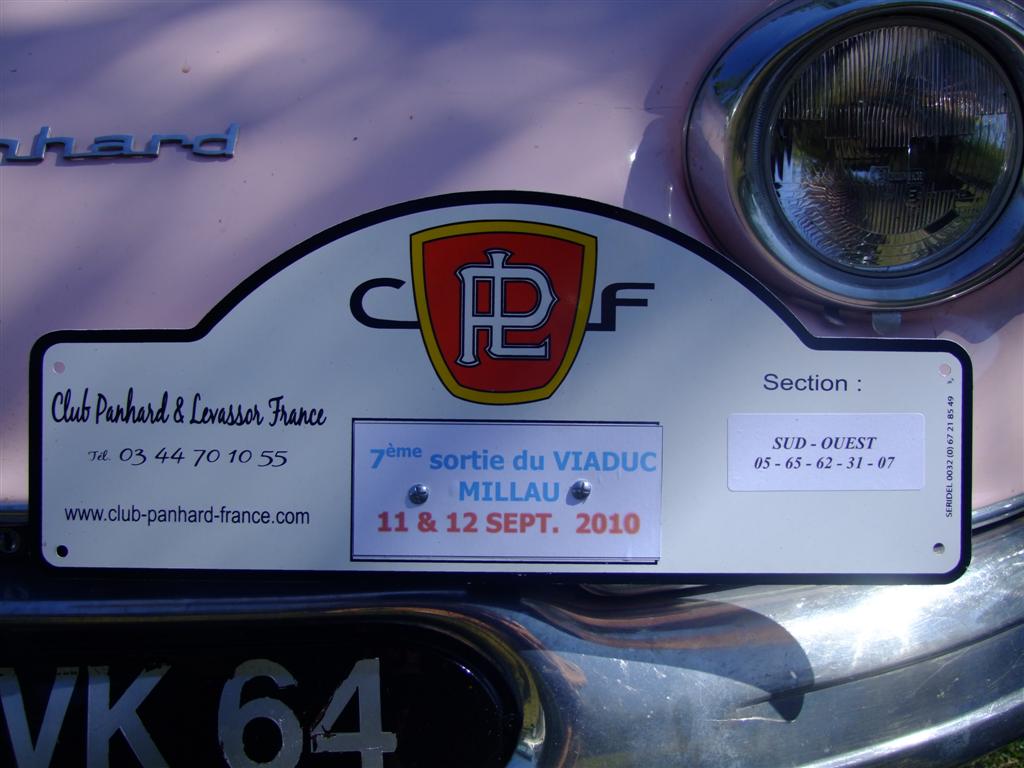 nhard
C PL F
Club Panhard & Levassor France
Tél. 03 44 70 10 55
www.club-panhard-france.com
7ème sortie du VIADUC
MILLAU
11 & 12 SEPT. 2010
Section :
SUD - OUEST
05 - 65 - 62 - 31 - 07
SERIDEL 0032 (0) 67 21 85 49
VK 64